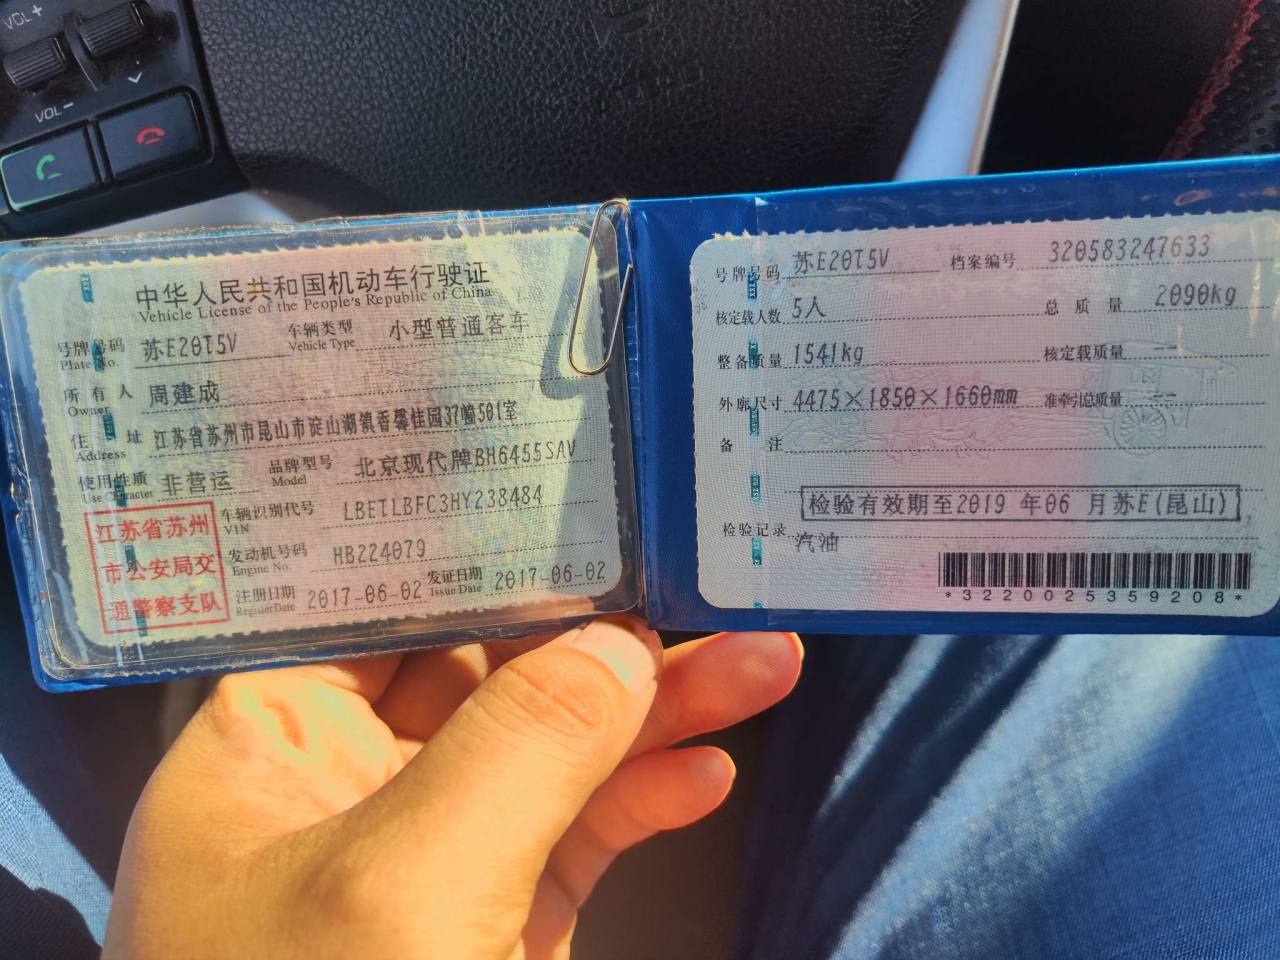 VOL+
VOL-
中华人民共和国机动车行驶证
Vehicle License of the People's Republic of China
号牌号码 苏E20T5V 车辆类型 小型普通客车
Plate No. Vehicle Type
所有人 周建成
Owner
住址 江苏省苏州市昆山市淀山湖镇香馨佳园37幢501室
Address
使用性质 非营运 品牌型号 北京现代牌BH6455SAV
Use Character Model
江苏省苏州
市公安局交
通警察支队
车辆识别代号 LBETLBFC3HY238484
VIN
发动机号码 HB224079
Engine No.
注册日期 2017-06-02 发证日期 2017-06-02
Register Date Issue Date
号牌号码 苏E20T5V 档案编号 320583247633
核定载人数 5人 总质量 2090kg
整备质量 1541kg 核定载质量 --
外廓尺寸 4475×1850×1660mm 准牵引总质量 --
备注
检验有效期至2019 年06 月苏E(昆山)
检验记录
汽油
*3220025359208*